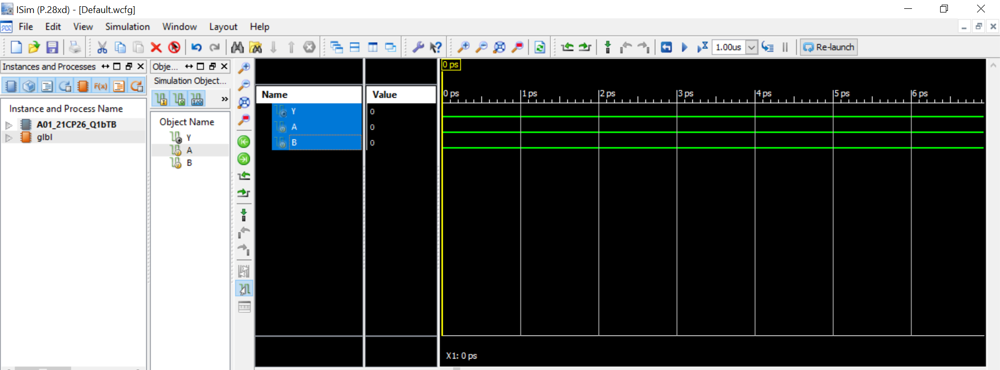 ISim (P.28xd) - [Default.wcfg]
File Edit View Simulation Window Layout Help
1.00us Re-launch
Instances and Processes
Obje...
Simulation Object...
F(x)
»
Instance and Process Name
A01_21CP26_Q1bTB
glbl
Object Name
Y
A
B
Name Value
Y 0
A 0
B 0
0 ps
0 ps 1 ps 2 ps 3 ps 4 ps 5 ps 6 ps
X1: 0 ps